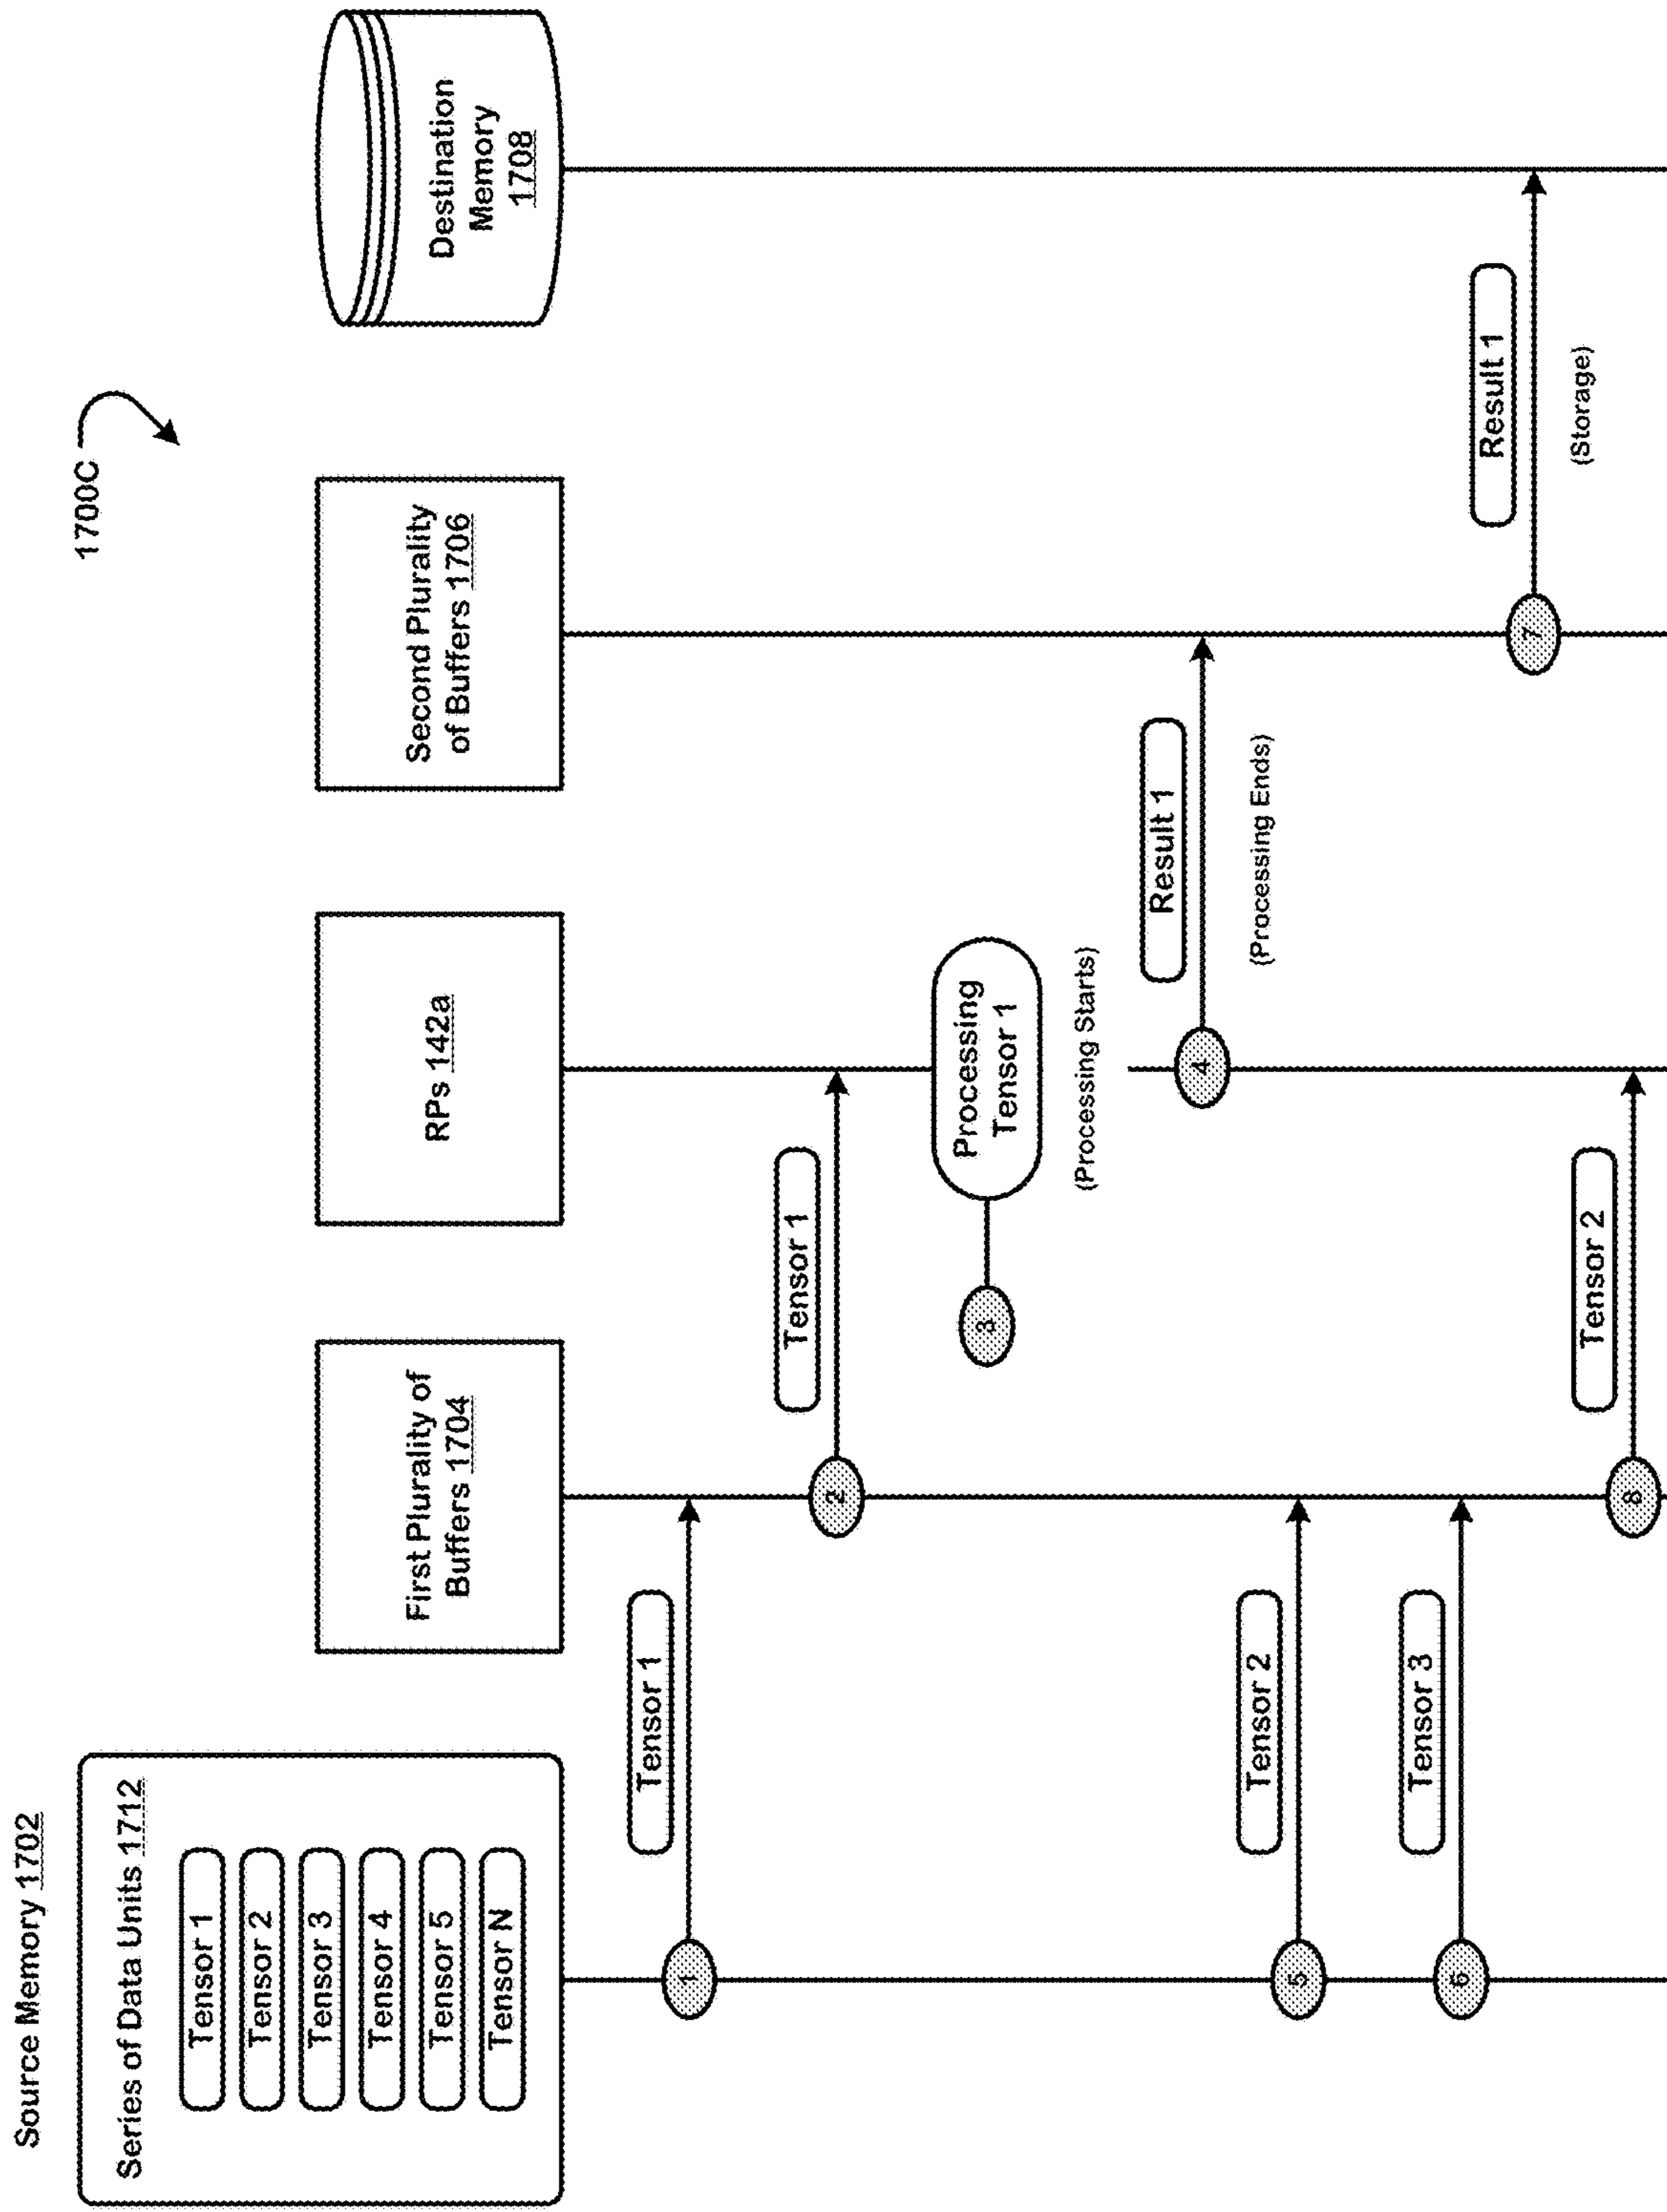 1700C
Source Memory 1702
Series of Data Units 1712
Tensor 1
Tensor 2
Tensor 3
Tensor 4
Tensor 5
Tensor N
First Plurality of
Buffers 1704
RPs 142a
Second Plurality
of Buffers 1706
Destination
Memory
1708
Tensor 1
1
Tensor 1
2
3
Processing
Tensor 1
(Processing Starts)
Result 1
4
(Processing Ends)
Tensor 2
5
Tensor 3
6
Result 1
7
(Storage)
Tensor 2
8